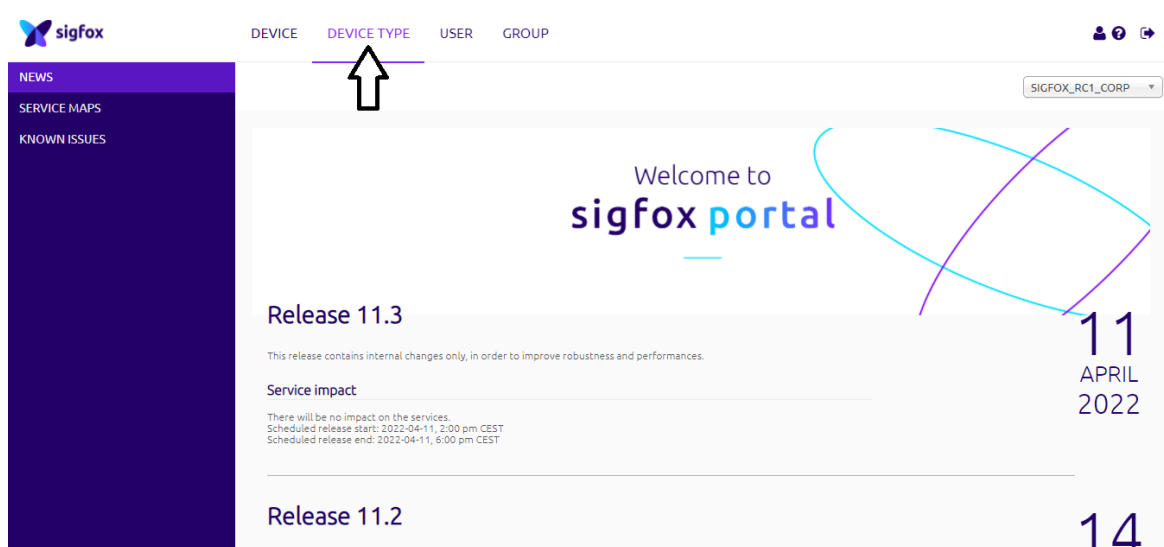 sigfox
DEVICE DEVICE TYPE USER GROUP
NEWS
SERVICE MAPS
KNOWN ISSUES
SIGFOX_RC1_CORP
Welcome to
sigfox portal
Release 11.3
11
APRIL
2022
This release contains internal changes only, in order to improve robustness and performances.
Service impact
There will be no impact on the services.
Scheduled release start: 2022-04-11, 2:00 pm CEST
Scheduled release end: 2022-04-11, 6:00 pm CEST
Release 11.2
14